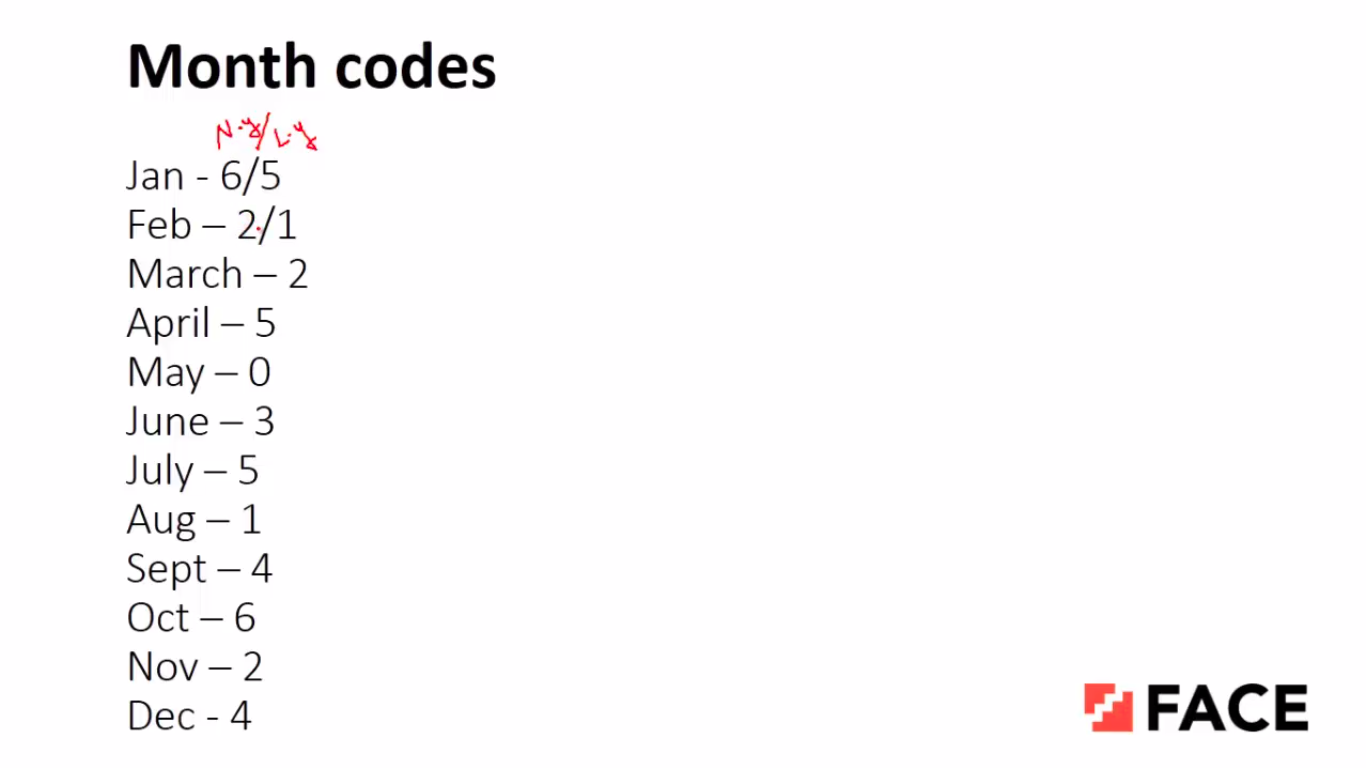 Month codes
N.y/L.y
Jan - 6/5
Feb – 2/1
March – 2
April – 5
May – 0
June – 3
July – 5
Aug – 1
Sept – 4
Oct – 6
Nov – 2
Dec - 4
FACE